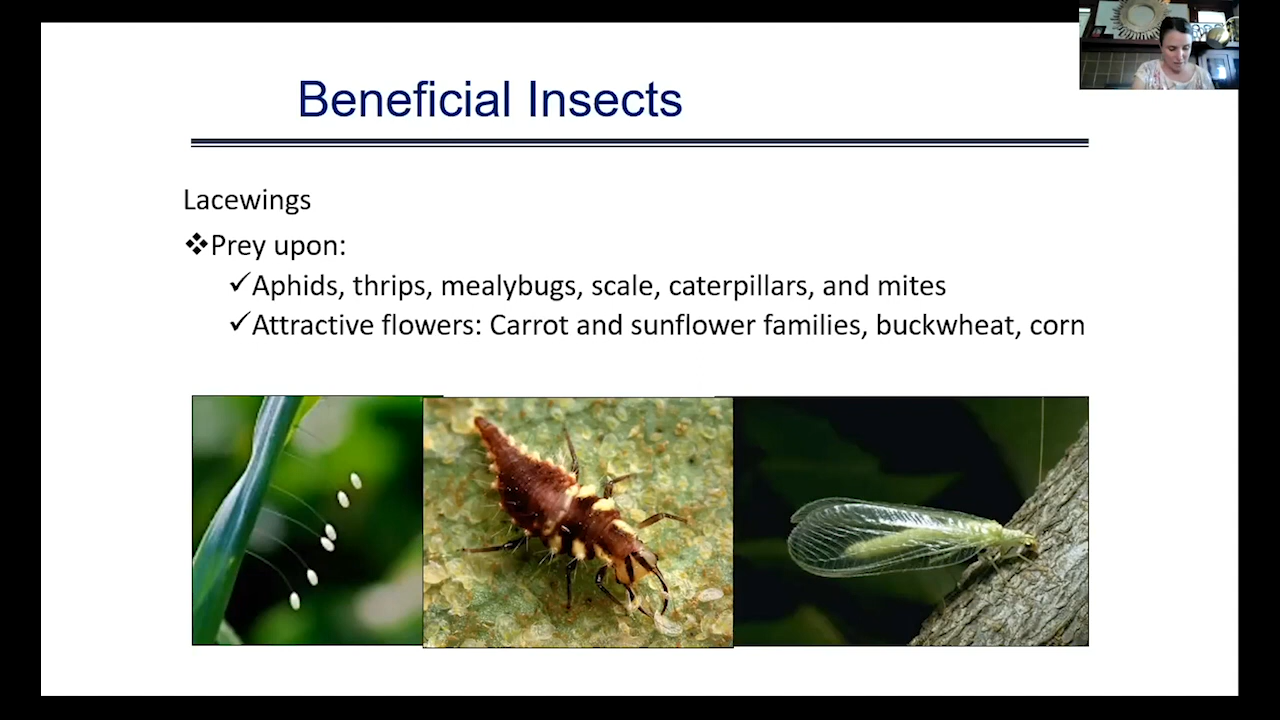 Beneficial Insects
Lacewings
❖Prey upon:
✓Aphids, thrips, mealybugs, scale, caterpillars, and mites
✓Attractive flowers: Carrot and sunflower families, buckwheat, corn